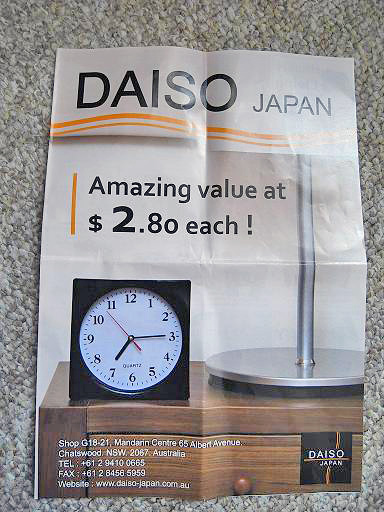 DAISO JAPAN
Amazing value at
$ 2.80 each !
12
1
2
3
4
5
6
7
8
9
10
11
QUARTZ
Shop G18-21, Mandarin Centre 65 Albert Avenue.
Chatswood. NSW. 2067. Australia
TEL : +61 2 9410 0665
FAX : +61 2 8456 5959
Website : www.daiso-japan.com.au
DAISO
JAPAN